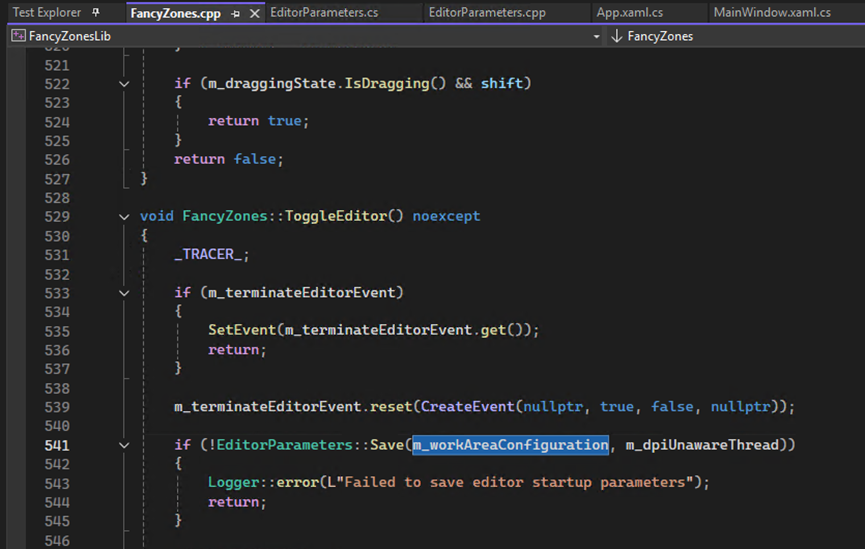 Test Explorer FancyZones.cpp EditorParameters.cs EditorParameters.cpp App.xaml.cs MainWindow.xaml.cs
FancyZonesLib FancyZones
521
522 if (m_draggingState.IsDragging() && shift)
523 {
524 return true;
525 }
526 return false;
527 }
528
529 void FancyZones::ToggleEditor() noexcept
530 {
531 _TRACER_;
532
533 if (m_terminateEditorEvent)
534 {
535 SetEvent(m_terminateEditorEvent.get());
536 return;
537 }
538
539 m_terminateEditorEvent.reset(CreateEvent(nullptr, true, false, nullptr));
540
541 if (!EditorParameters::Save(m_workAreaConfiguration, m_dpiUnawareThread))
542 {
543 Logger::error(L"Failed to save editor startup parameters");
544 return;
545 }
546